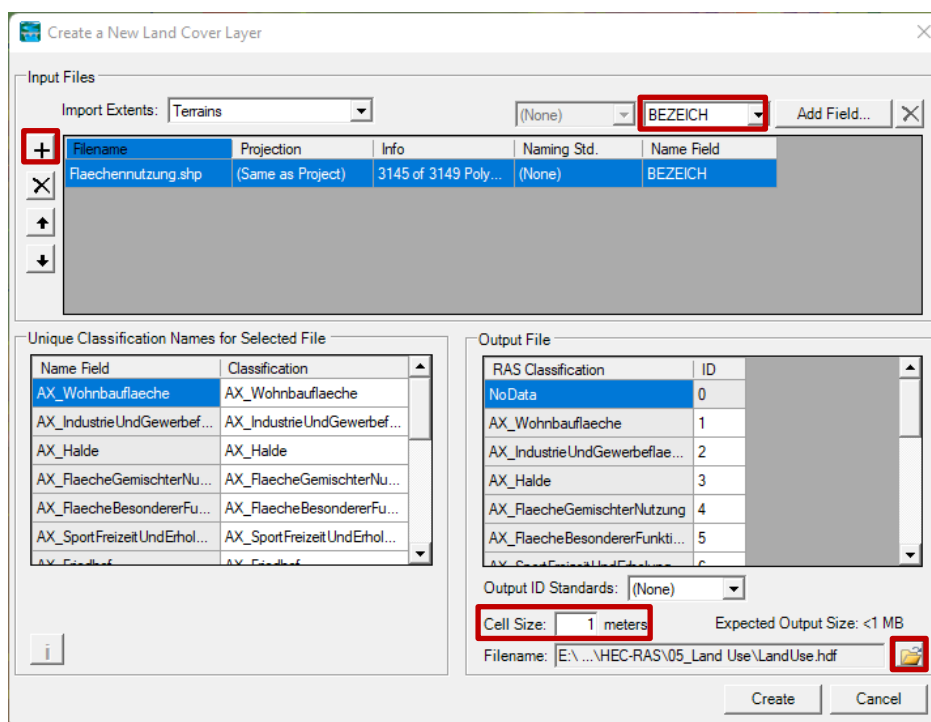 Create a New Land Cover Layer
Input Files
Import Extents: Terrains (None) BEZEICH Add Field...
Filename Projection Info Naming Std. Name Field
Flaechennutzung.shp (Same as Project) 3145 of 3149 Poly... (None) BEZEICH
Unique Classification Names for Selected File
Name Field Classification
AX_Wohnbauflaeche AX_Wohnbauflaeche
AX_IndustrieUndGewerbef... AX_IndustrieUndGewerbef...
AX_Halde AX_Halde
AX_FlaecheGemischterNu... AX_FlaecheGemischterNu...
AX_FlaecheBesondererFu... AX_FlaecheBesondererFu...
AX_SportFreizeitUndErhol... AX_SportFreizeitUndErhol...
AX_Friedhof AX_Friedhof
Output File
RAS Classification ID
NoData 0
AX_Wohnbauflaeche 1
AX_IndustrieUndGewerbeflae... 2
AX_Halde 3
AX_FlaecheGemischterNutzung 4
AX_FlaecheBesondererFunkti... 5
AX_SportFreizeitUndErholung 6
Output ID Standards: (None)
Cell Size: 1 meters Expected Output Size: <1 MB
Filename: E:\ ...\HEC-RAS\05_Land Use\LandUse.hdf
Create Cancel